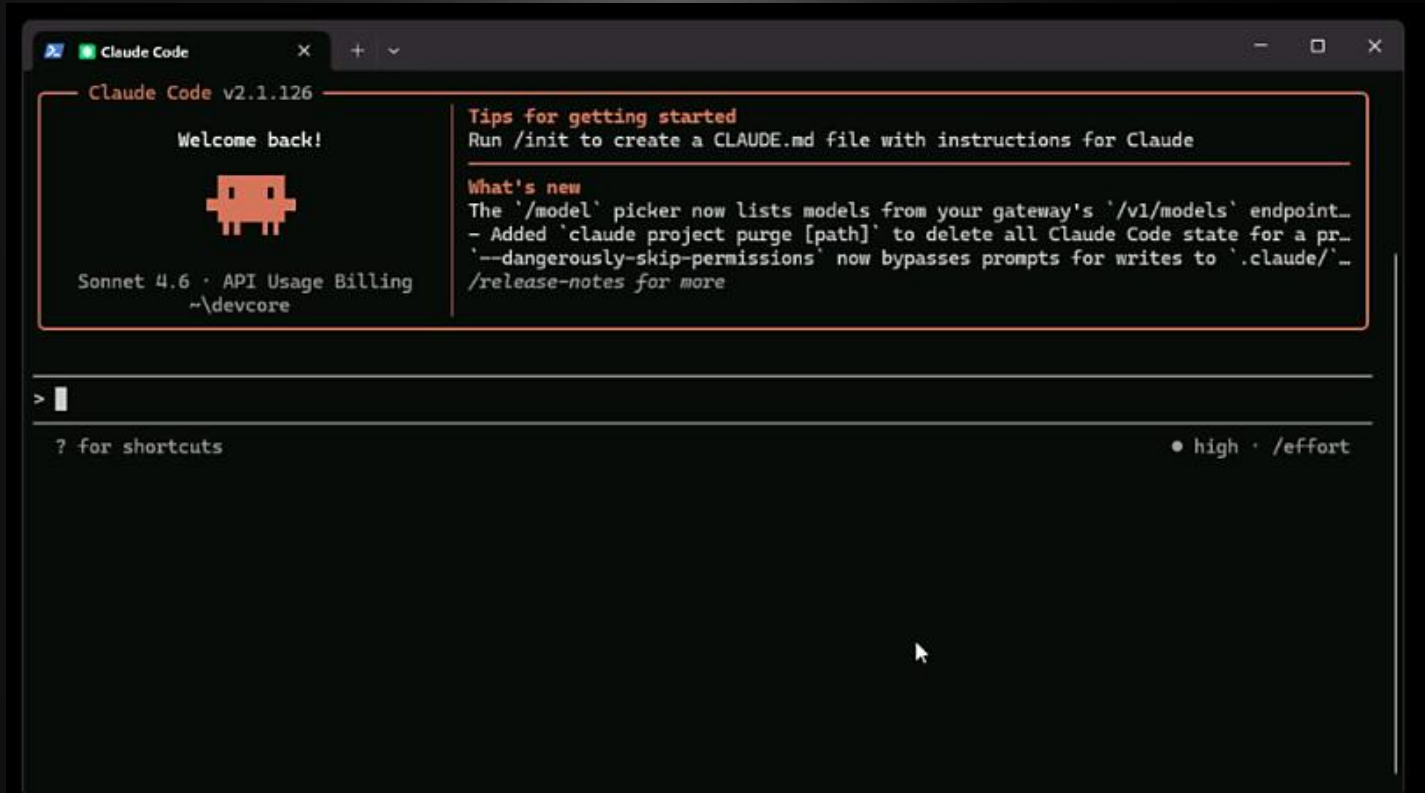 Claude Code
Claude Code v2.1.126
Welcome back!
Sonnet 4.6 · API Usage Billing
~\devcore
Tips for getting started
Run /init to create a CLAUDE.md file with instructions for Claude
What's new
The `/model` picker now lists models from your gateway's `/v1/models` endpoint…
- Added `claude project purge [path]` to delete all Claude Code state for a pr…
`--dangerously-skip-permissions` now bypasses prompts for writes to `.claude/`…
/release-notes for more
>
? for shortcuts
● high · /effort